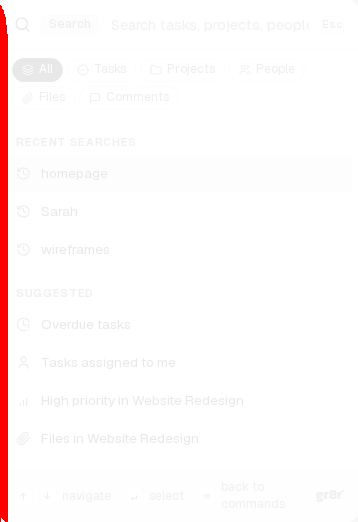 Search Search tasks, projects, people Esc
All Tasks Projects People
Files Comments
RECENT SEARCHES
homepage
Sarah
wireframes
SUGGESTED
Overdue tasks
Tasks assigned to me
High priority in Website Redesign
Files in Website Redesign
↑ ↓ navigate ↵ select back to
commands
gr8r